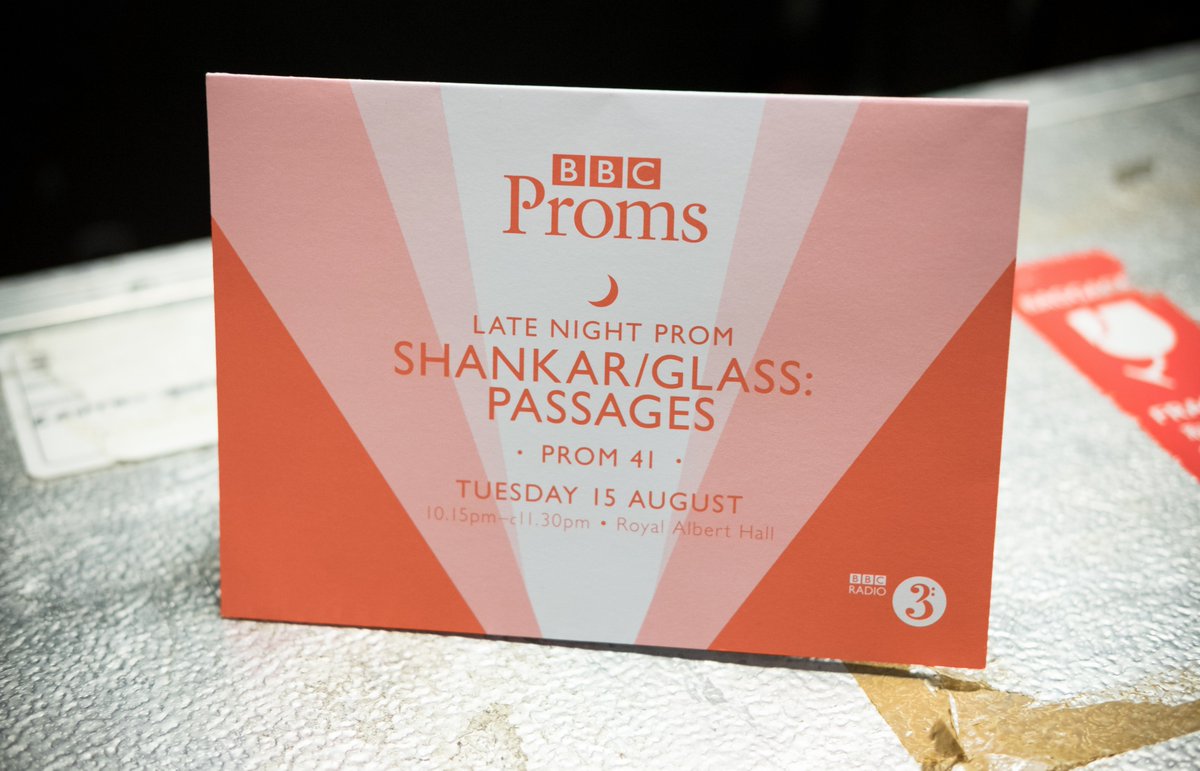 BBC
Proms
LATE NIGHT PROM
SHANKAR/GLASS:
PASSAGES
· PROM 41 ·
TUESDAY 15 AUGUST
10.15pm–c11.30pm • Royal Albert Hall
BBC
RADIO
3